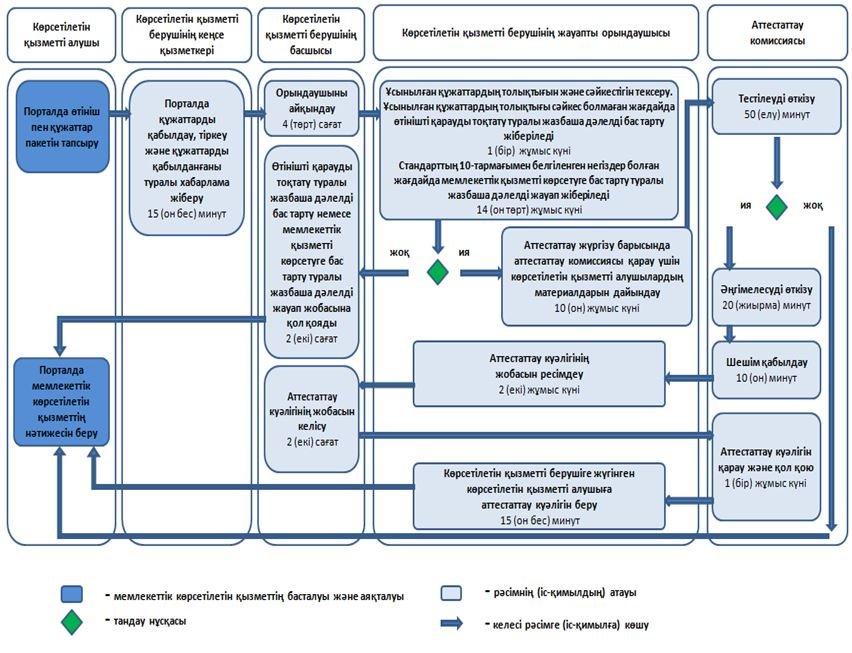 Көрсетілетін
қызметті алушы
Көрсетілетін қызметті
берушінің кеңсе
қызметкері
Көрсетілетін
қызметті берушінің
басшысы
Көрсетілетін қызметті берушінің жауапты орындаушысы
Аттестаттау
комиссиясы
Порталда өтініш
пен құжаттар
пакетін тапсыру
Порталда
құжаттарды
қабылдау, тіркеу
және құжаттарды
қабылданғаны
туралы хабарлама
жіберу
15 (он бес) минут
Орындаушыны
айқындау
4 (төрт) сағат
Өтінішті қарауды
тоқтату туралы
жазбаша дәлелді
бас тарту немесе
мемлекеттік
қызметті
көрсетуге бас
тарту туралы
жазбаша дәлелді
жауап жобасына
қол қояды
2 (екі) сағат
Ұсынылған құжаттардың толықтығын және сәйкестігін тексеру.
Ұсынылған құжаттардың толықтығы сәйкес болмаған жағдайда
өтінішті қарауды тоқтату туралы жазбаша дәлелді бас тарту
жіберіледі
1 (бір) жұмыс күні
Стандарттың 10-тармағымен белгіленген негіздер болған
жағдайда мемлекеттік қызметті көрсетуге бас тарту туралы
жазбаша дәлелді жауап жіберіледі
14 (он төрт) жұмыс күні
жоқ
ия
Аттестаттау жүргізу барысында
аттестаттау комиссиясы қарау үшін
көрсетілетін қызметті алушылардың
материалдарын дайындау
10 (он) жұмыс күні
Тестілеуді өткізу
50 (елу) минут
ия
жоқ
Әңгімелесуді өткізу
20 (жиырма) минут
Шешім қабылдау
10 (он) минут
Аттестаттау куәлігінің
жобасын ресімдеу
2 (екі) жұмыс күні
Порталда
мемлекеттік
көрсетілетін
қызметтің
нәтижесін беру
Аттестаттау
куәлігінің жобасын
келісу
2 (екі) сағат
Аттестаттау куәлігін
қарау және қол қою
1 (бір) жұмыс күні
Көрсетілетін қызметті берушіге жүгінген
көрсетілетін қызметті алушыға
аттестаттау куәлігін беру
15 (он бес) минут
- мемлекеттік көрсетілетін қызметтің басталуы және аяқталуы
- рәсімнің (іс-қимылдың) атауы
- таңдау нұсқасы
- келесі рәсімге (іс-қимылға) көшу